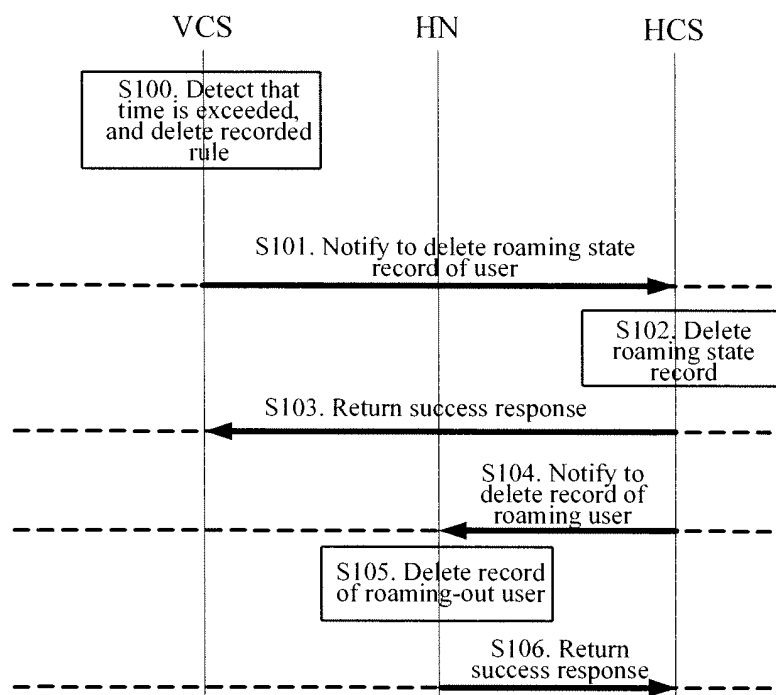 VCS HN HCS
S100. Detect that
time is exceeded,
and delete recorded
rule
S101. Notify to delete roaming state
record of user
S102. Delete
roaming state
record
S103. Return success response
S104. Notify to
delete record of
roaming user
S105. Delete record
of roaming-out user
S106. Return
success response